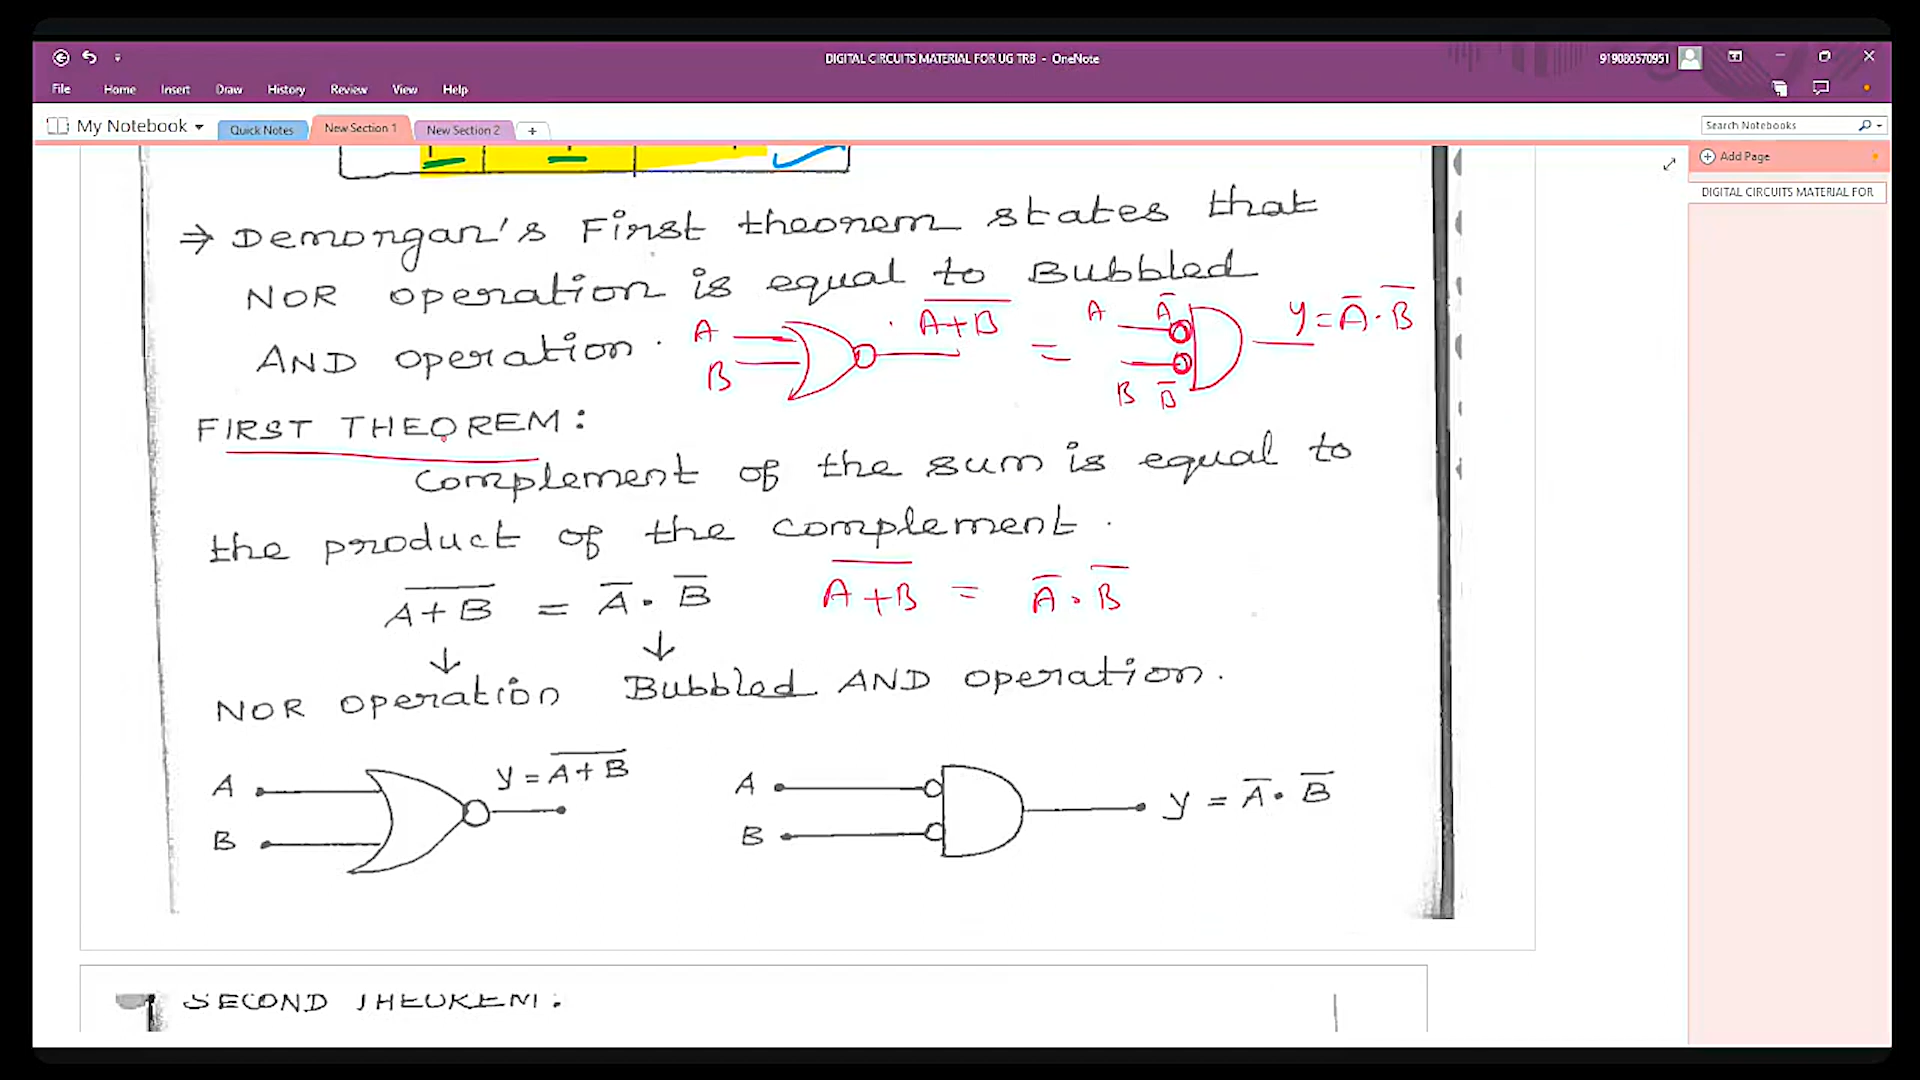 DIGITAL CIRCUITS MATERIAL FOR UG TRB - OneNote
919080570951
File Home Insert Draw History Review View Help
My Notebook
Quick Notes
New Section 1
New Section 2
+
Search Notebooks
Add Page
DIGITAL CIRCUITS MATERIAL FOR
⇒ Demorgan's First theorem states that
NOR operation is equal to Bubbled
AND operation.
A B A̅+̅B̅ = A A̅ B B̅ y = A̅ · B̅
FIRST THEOREM:
Complement of the sum is equal to
the product of the complement.
A̅+̅B̅ = A̅ · B̅ A̅+̅B̅ = A̅ · B̅
↓ ↓
NOR operation Bubbled AND operation.
A B y = A̅+̅B̅ A B y = A̅ · B̅
SECOND THEOREM: